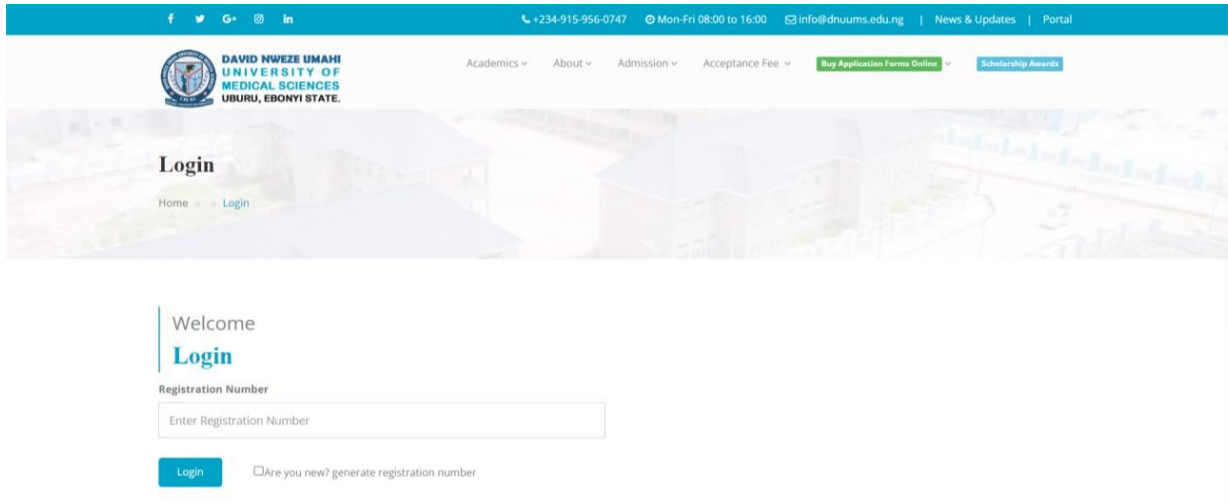 +234-915-956-0747 Mon-Fri 08:00 to 16:00 info@dnuums.edu.ng | News & Updates | Portal
DAVID NWEZE UMAHI
UNIVERSITY OF
MEDICAL SCIENCES
UBURU, EBONYI STATE.
Academics About Admission Acceptance Fee Buy Application Forms Online Scholarship Awards
Login
Home Login
Welcome
Login
Registration Number
Enter Registration Number
Login Are you new? generate registration number